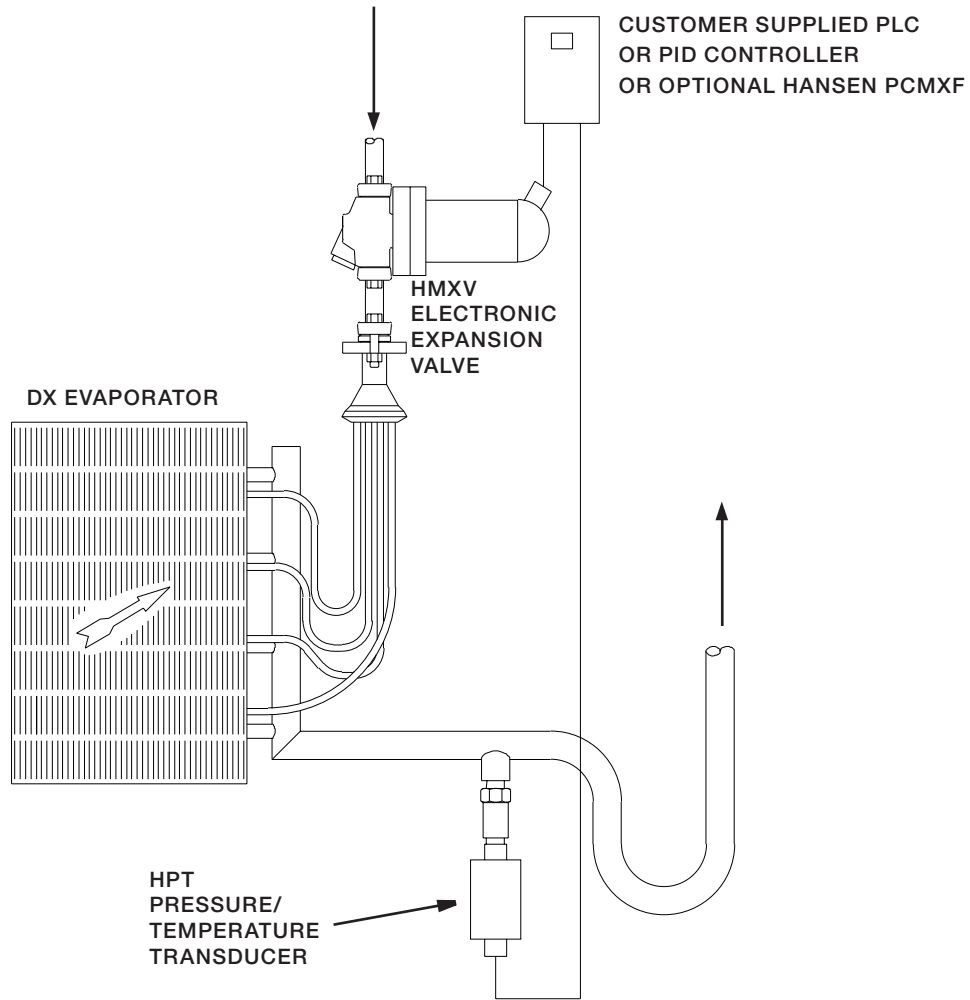 CUSTOMER SUPPLIED PLC
OR PID CONTROLLER
OR OPTIONAL HANSEN PCMXF
HMXV
ELECTRONIC
EXPANSION
VALVE
DX EVAPORATOR
HPT
PRESSURE/
TEMPERATURE
TRANSDUCER